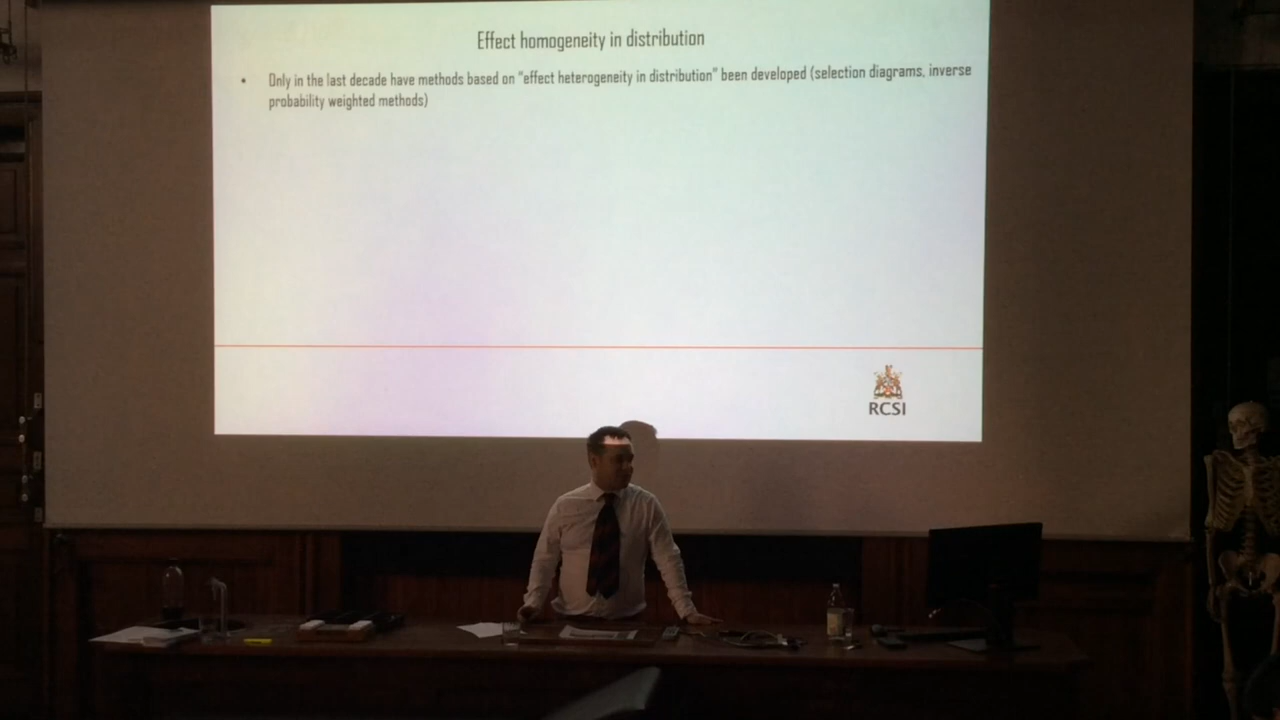 Effect homogeneity in distribution
• Only in the last decade have methods based on "effect heterogeneity in distribution" been developed (selection diagrams, inverse
probability weighted methods)
RCSI